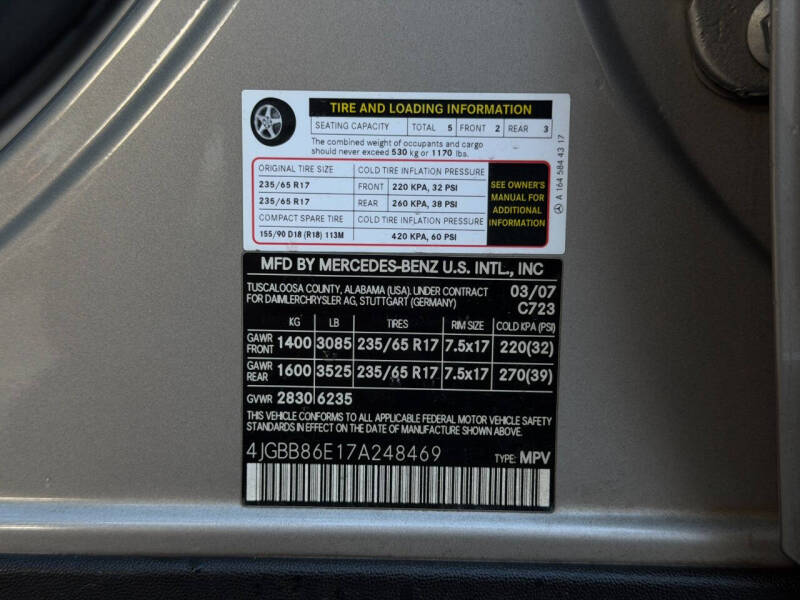 TIRE AND LOADING INFORMATION
SEATING CAPACITY TOTAL 5 FRONT 2 REAR 3
The combined weight of occupants and cargo
should never exceed 530 kg or 1170 lbs.
ORIGINAL TIRE SIZE COLD TIRE INFLATION PRESSURE
235/65 R17 FRONT 220 KPA, 32 PSI
235/65 R17 REAR 260 KPA, 38 PSI
COMPACT SPARE TIRE COLD TIRE INFLATION PRESSURE
155/90 D18 (R18) 113M 420 KPA, 60 PSI
SEE OWNER'S
MANUAL FOR
ADDITIONAL
INFORMATION
A 164 584 43 17
MFD BY MERCEDES-BENZ U.S. INTL., INC
TUSCALOOSA COUNTY, ALABAMA (USA). UNDER CONTRACT 03/07
FOR DAIMLERCHRYSLER AG, STUTTGART (GERMANY) C723
KG LB TIRES RIM SIZE COLD KPA (PSI)
GAWR FRONT 1400 3085 235/65 R17 7.5x17 220(32)
GAWR REAR 1600 3525 235/65 R17 7.5x17 270(39)
GVWR 2830 6235
THIS VEHICLE CONFORMS TO ALL APPLICABLE FEDERAL MOTOR VEHICLE SAFETY
STANDARDS IN EFFECT ON THE DATE OF MANUFACTURE SHOWN ABOVE.
4JGBB86E17A248469 TYPE: MPV